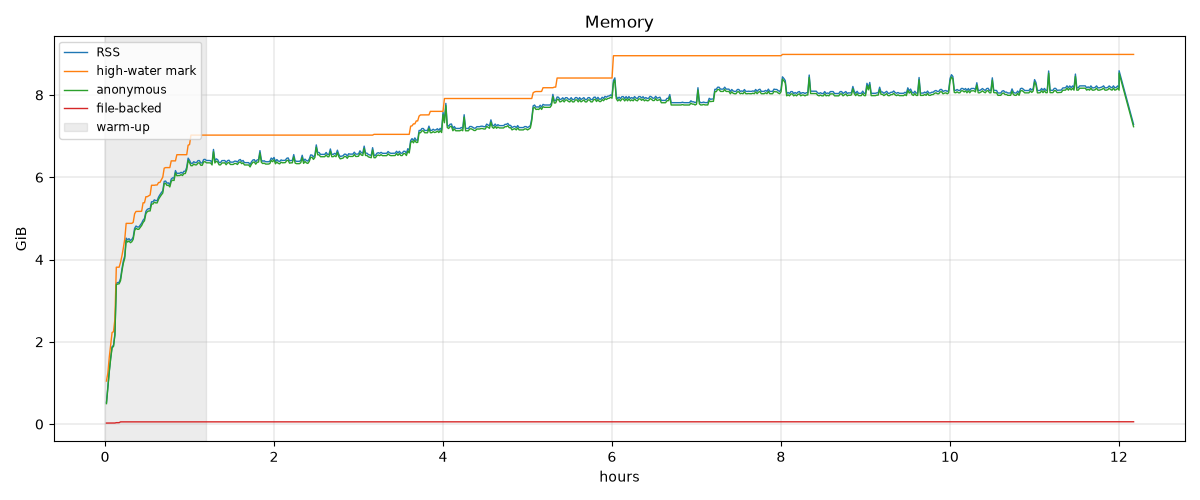 Memory
RSS
high-water mark
anonymous
file-backed
warm-up
GiB
8
6
4
2
0
0 2 4 6 8 10 12
hours